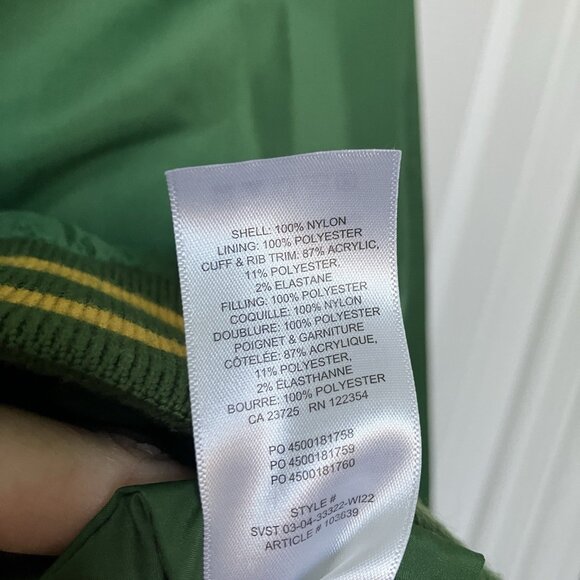 SHELL: 100% NYLON
LINING: 100% POLYESTER
CUFF & RIB TRIM: 87% ACRYLIC,
11% POLYESTER,
2% ELASTANE
FILLING: 100% POLYESTER
COQUILLE: 100% NYLON
DOUBLURE: 100% POLYESTER
POIGNET & GARNITURE
CÔTELÉE: 87% ACRYLIQUE,
11% POLYESTER,
2% ÉLASTHANNE
BOURRE: 100% POLYESTER
CA 23725 RN 122354
PO 4500181758
PO 4500181759
PO 4500181760
STYLE #
SVST 03-04-33322-WI22
ARTICLE # 103639